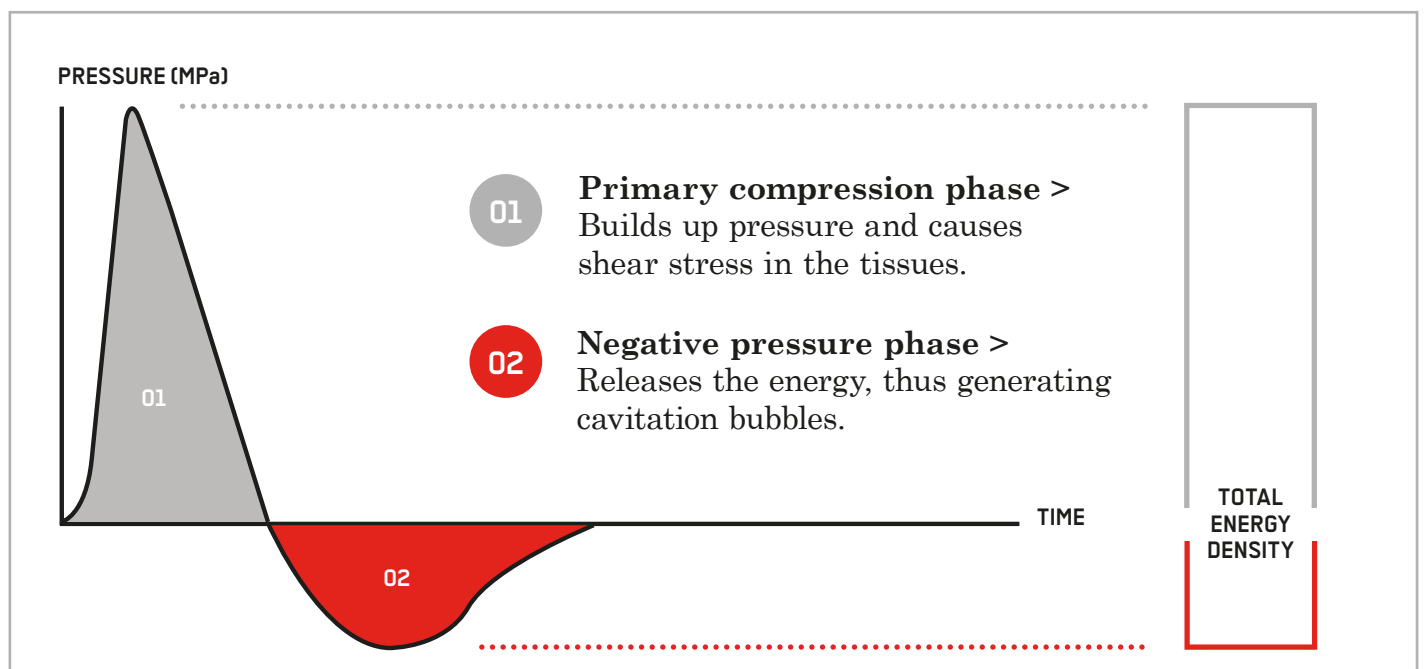 PRESSURE (MPa)
01
Primary compression phase >
Builds up pressure and causes
shear stress in the tissues.
02
Negative pressure phase >
Releases the energy, thus generating
cavitation bubbles.
01
02
TIME
TOTAL
ENERGY
DENSITY